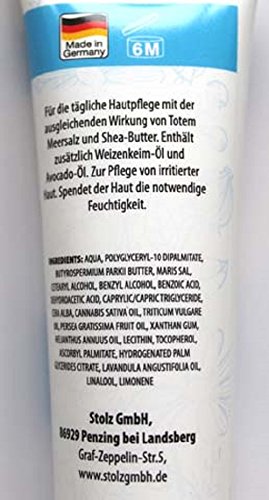 Made in
Germany
6M
Für die tägliche Hautpflege mit der
ausgleichenden Wirkung von Totem
Meersalz und Shea-Butter. Enthält
zusätzlich Weizenkeim-Öl und
Avocado-Öl. Zur Pflege von irritierter
Haut. Spendet der Haut die notwendige
Feuchtigkeit.
INGREDIENTS: AQUA, POLYGLYCERYL-10 DIPALMITATE,
BUTYROSPERMUM PARKII BUTTER, MARIS SAL,
CETEARYL ALCOHOL, BENZYL ALCOHOL, BENZOIC ACID,
DEHYDROACETIC ACID, CAPRYLIC/CAPRICTRIGLYCERIDE,
CERA ALBA, CANNABIS SATIVA OIL, TRITICUM VULGARE
OIL, PERSEA GRATISSIMA FRUIT OIL, XANTHAN GUM,
HELIANTHUS ANNUUS OIL, LECITHIN, TOCOPHEROL,
ASCORBYL PALMITATE, HYDROGENATED PALM
GLYCERIDES CITRATE, LAVANDULA ANGUSTIFOLIA OIL,
LINALOOL, LIMONENE
Stolz GmbH,
86929 Penzing bei Landsberg
Graf-Zeppelin-Str.5,
www.stolzgmbh.de